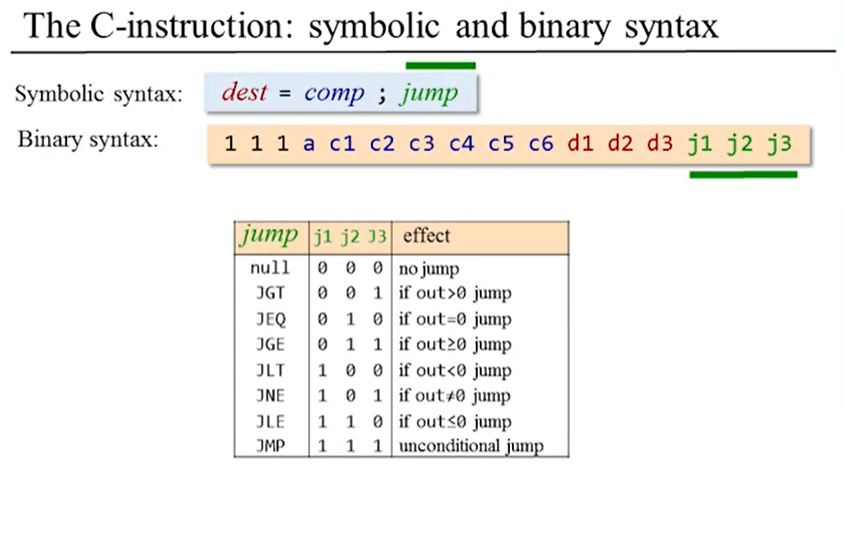 The C-instruction: symbolic and binary syntax
Symbolic syntax: dest = comp ; jump
Binary syntax: 1 1 1 a c1 c2 c3 c4 c5 c6 d1 d2 d3 j1 j2 j3
jump j1 j2 J3 effect
null 0 0 0 no jump
JGT 0 0 1 if out>0 jump
JEQ 0 1 0 if out=0 jump
JGE 0 1 1 if out≥0 jump
JLT 1 0 0 if out<0 jump
JNE 1 0 1 if out≠0 jump
JLE 1 1 0 if out≤0 jump
JMP 1 1 1 unconditional jump